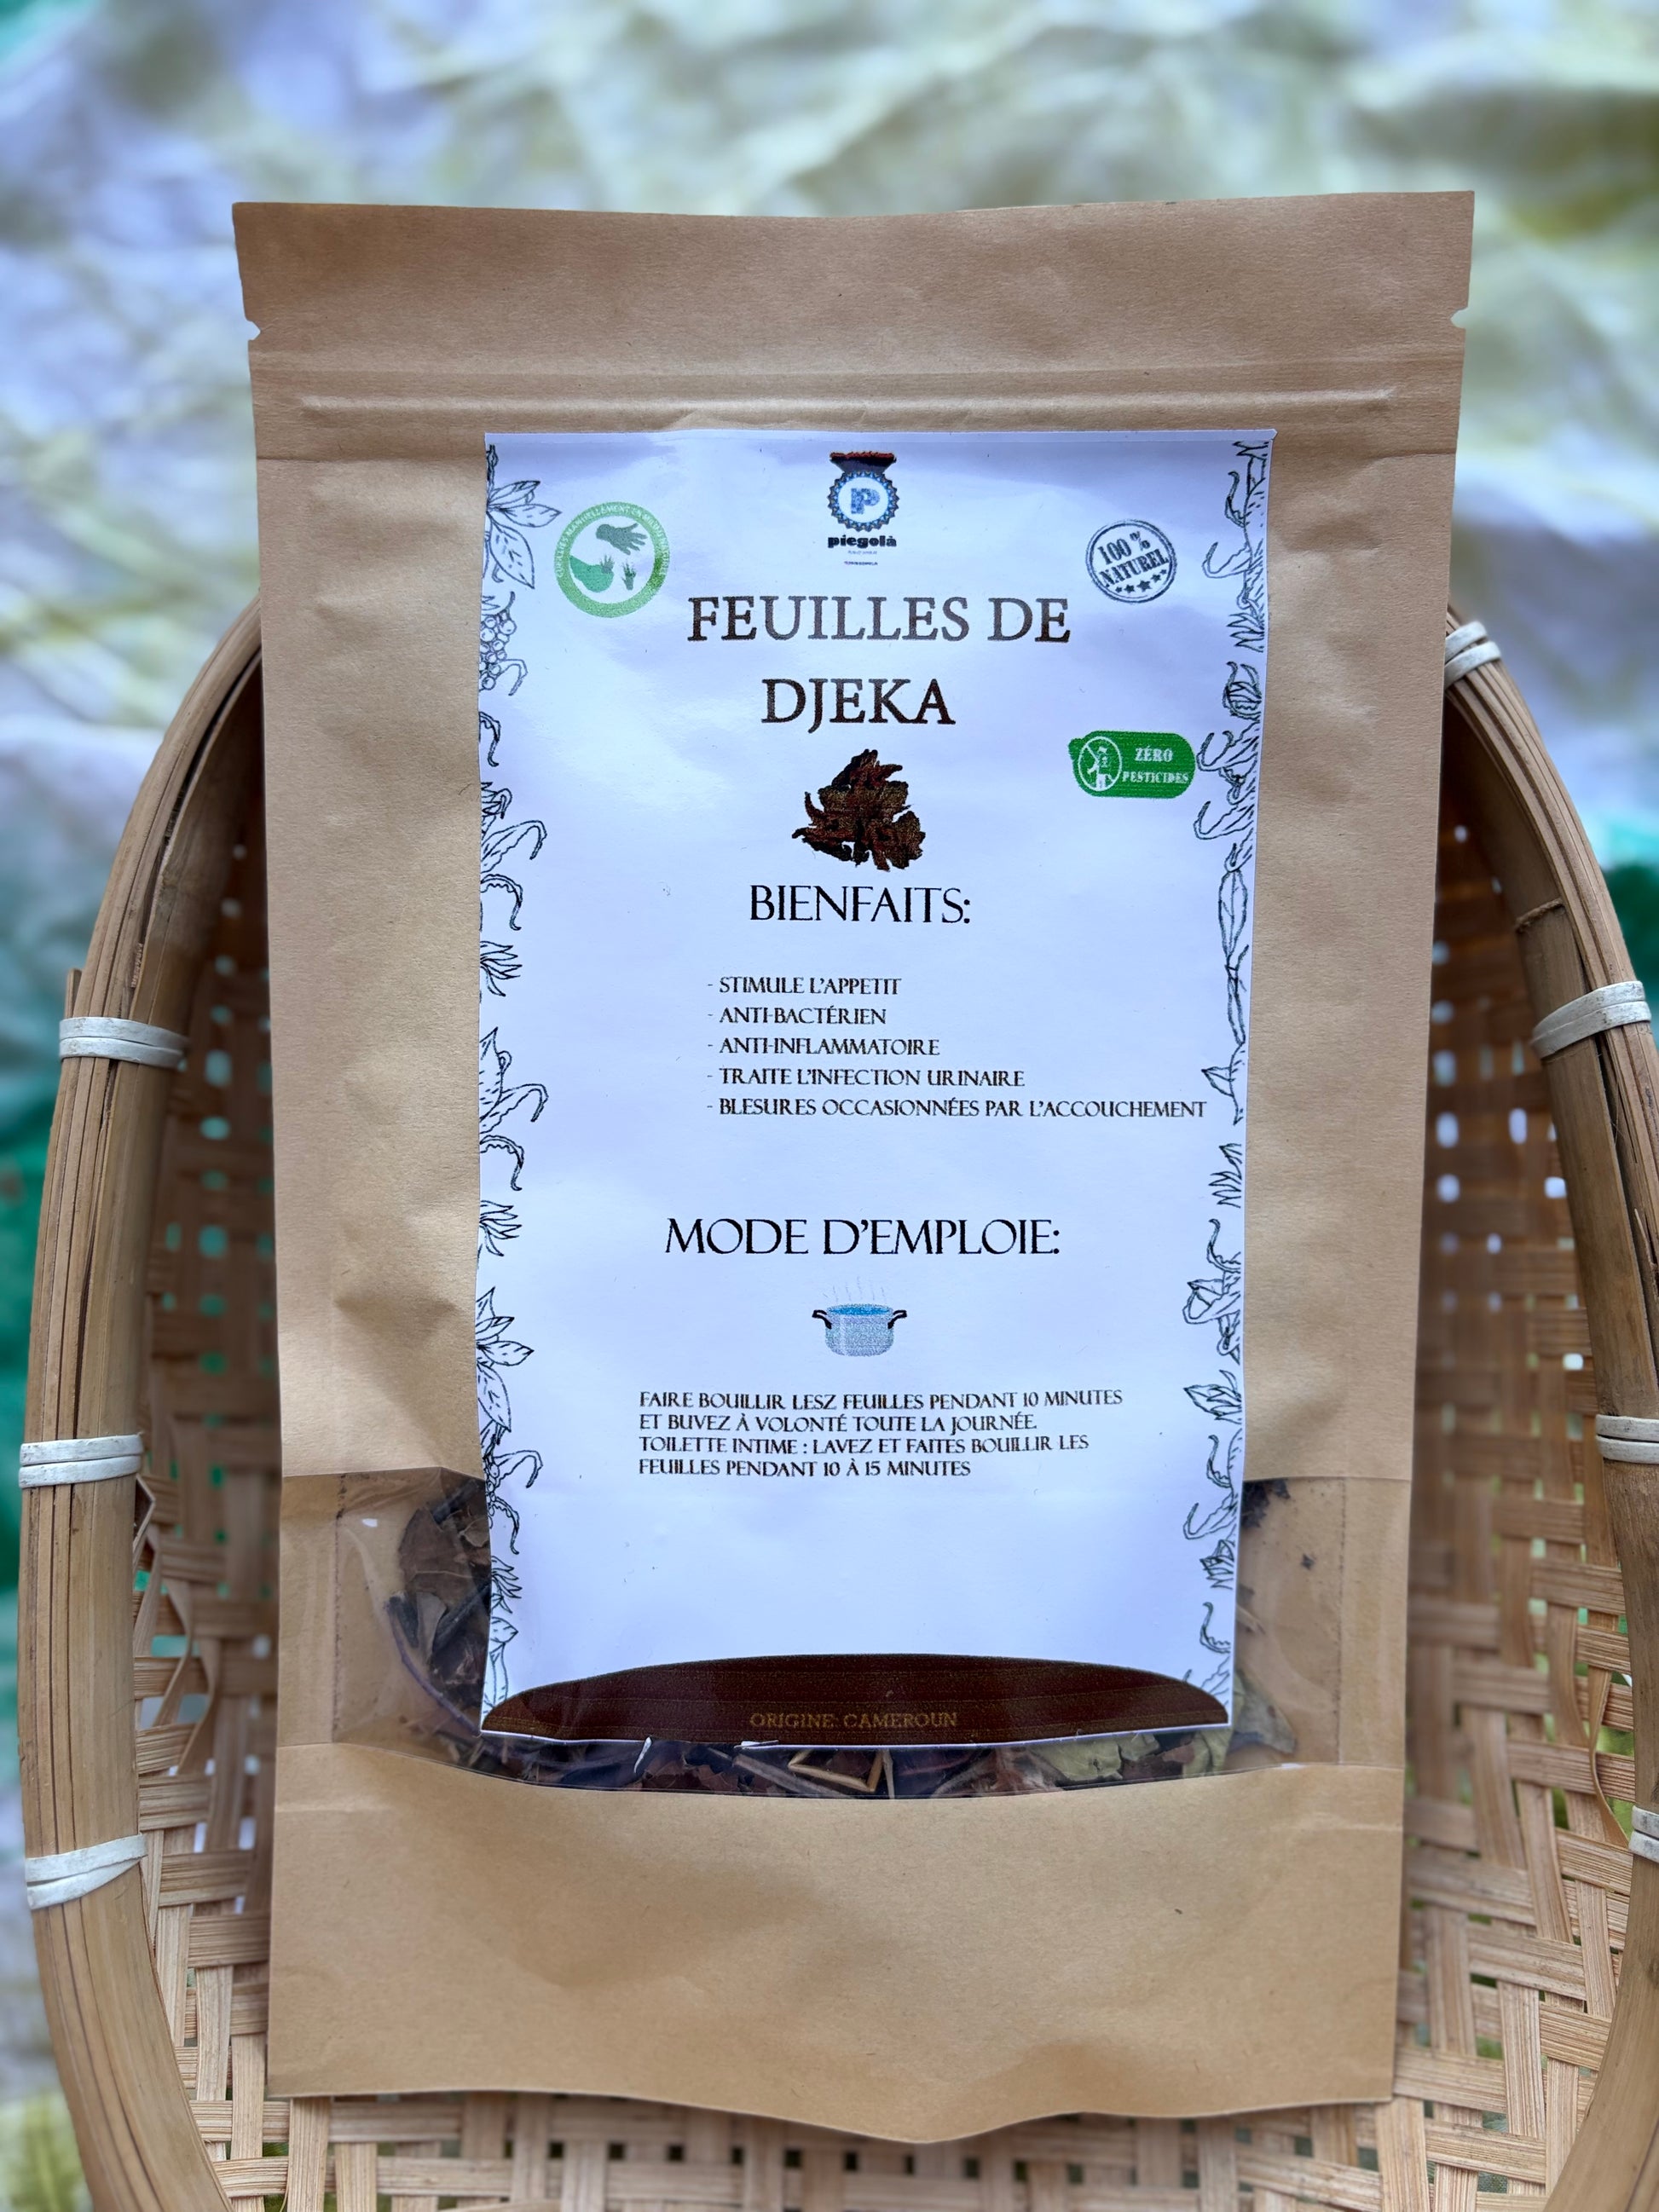 piegolà
100 %
NATUREL
FEUILLES DE
DJEKA
ZÉRO
PESTICIDES
BIENFAITS:
- STIMULE L'APPETIT
- ANTI-BACTÉRIEN
- ANTI-INFLAMMATOIRE
- TRAITE L'INFECTION URINAIRE
- BLESURES OCCASIONNÉES PAR L'ACCOUCHEMENT
MODE D'EMPLOIE:
FAIRE BOUILLIR LESZ FEUILLES PENDANT 10 MINUTES
ET BUVEZ À VOLONTÉ TOUTE LA JOURNÉE.
TOILETTE INTIME : LAVEZ ET FAITES BOUILLIR LES
FEUILLES PENDANT 10 À 15 MINUTES
ORIGINE: CAMEROUN